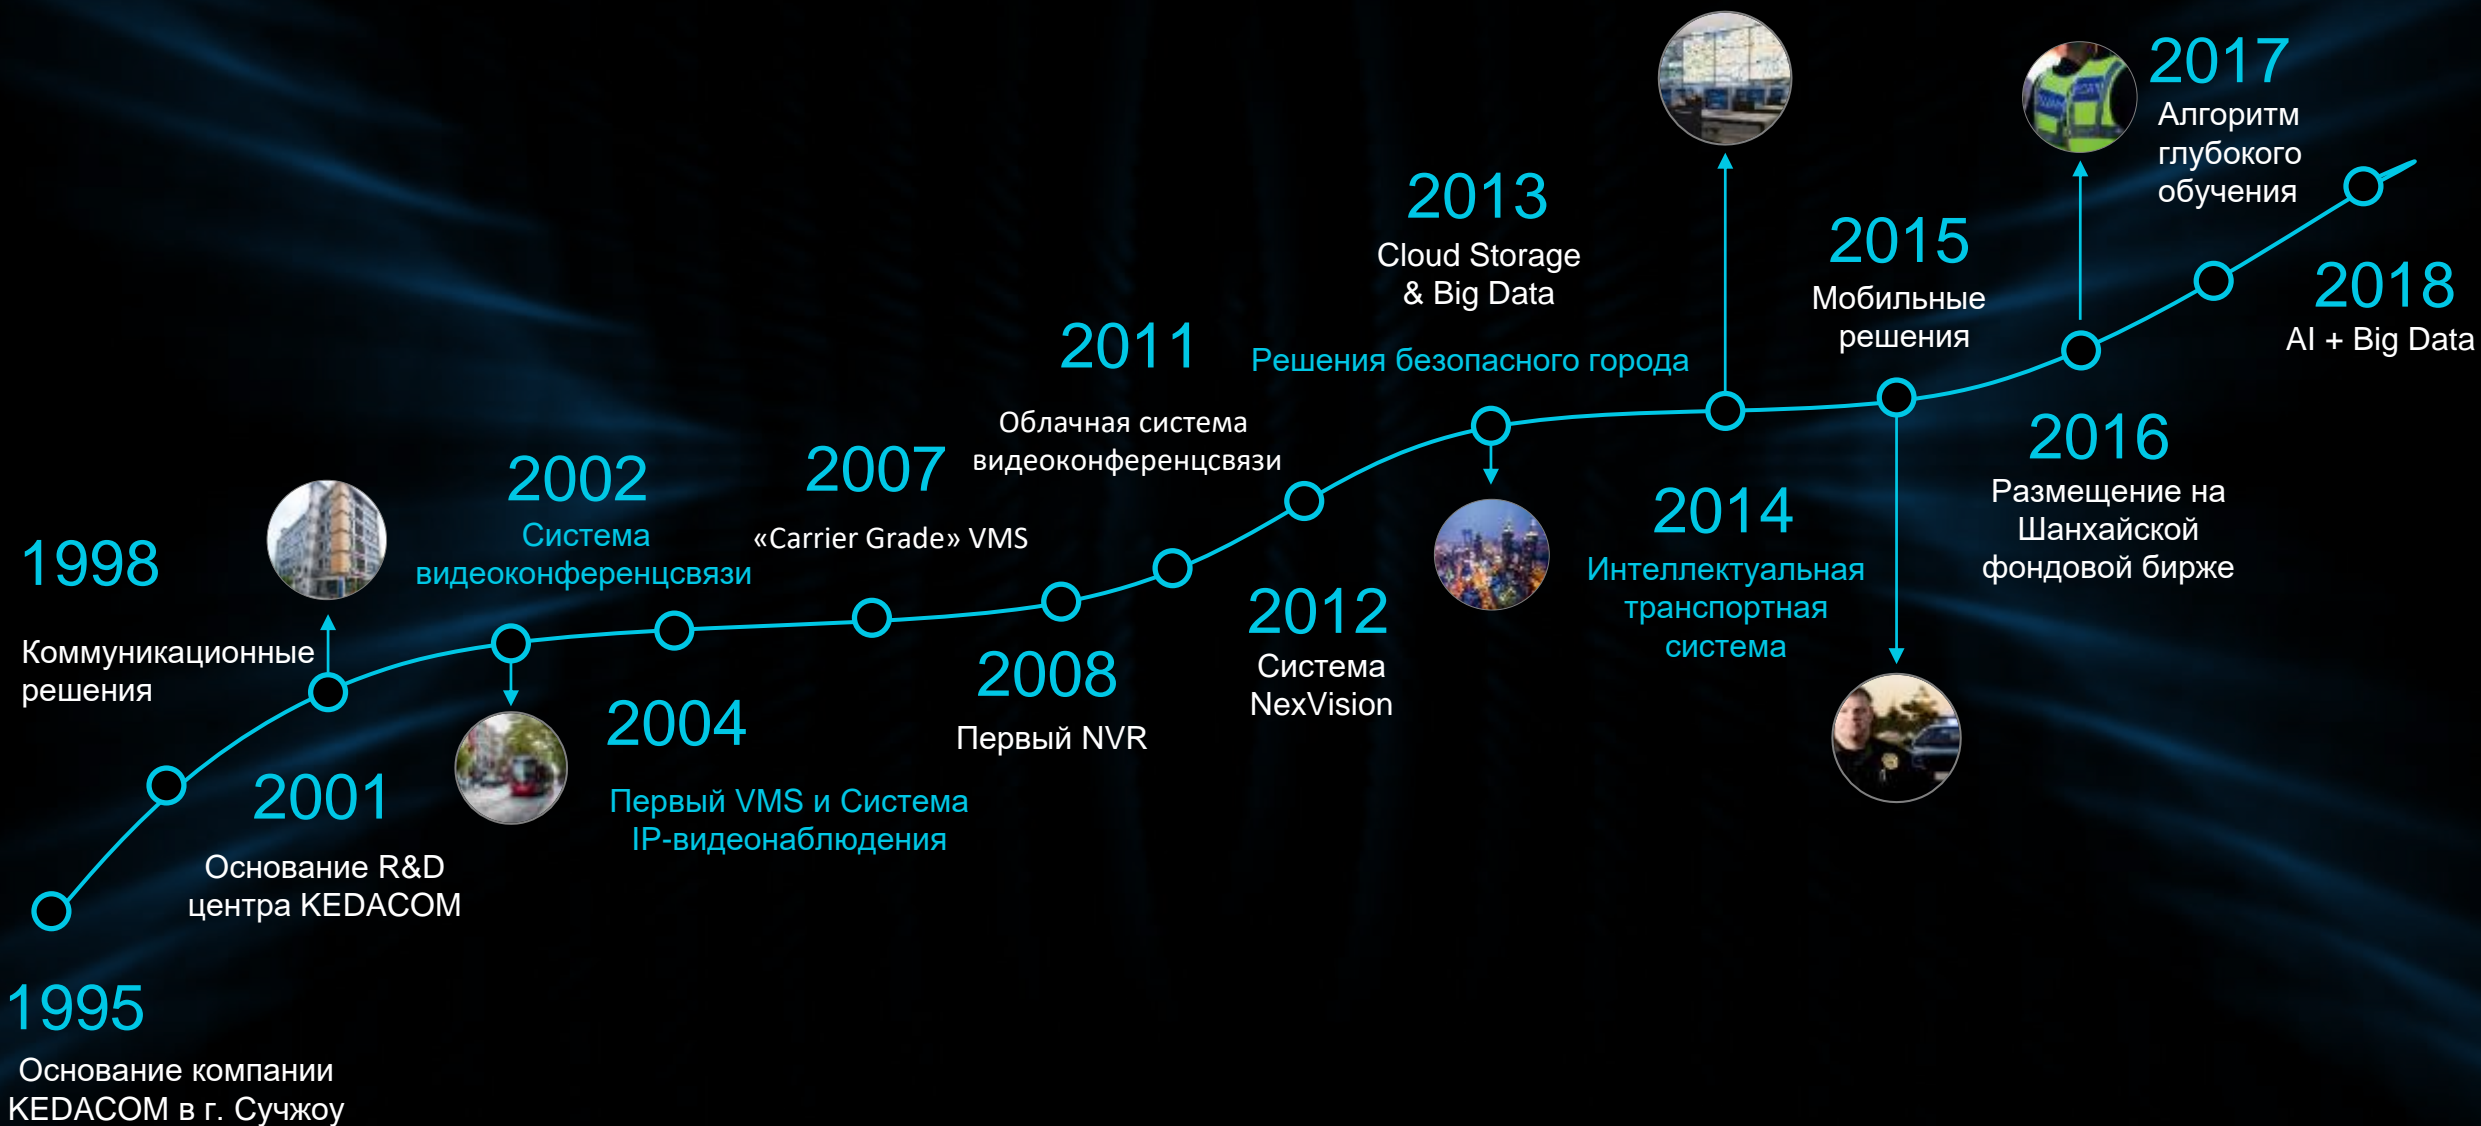 1995
Основание компании
KEDACOM в г. Сучжоу
1998
Коммуникационные
решения
2001
Основание R&D
центра KEDACOM
2002
Система
видеоконференцсвязи
2004
Первый VMS и Система
IP-видеонаблюдения
2007
«Carrier Grade» VMS
2008
Первый NVR
2011
Облачная система
видеоконференцсвязи
2012
Система
NexVision
2013
Cloud Storage
& Big Data
Решения безопасного города
2014
Интеллектуальная
транспортная
система
2015
Мобильные
решения
2016
Размещение на
Шанхайской
фондовой бирже
2017
Алгоритм
глубокого
обучения
2018
AI + Big Data